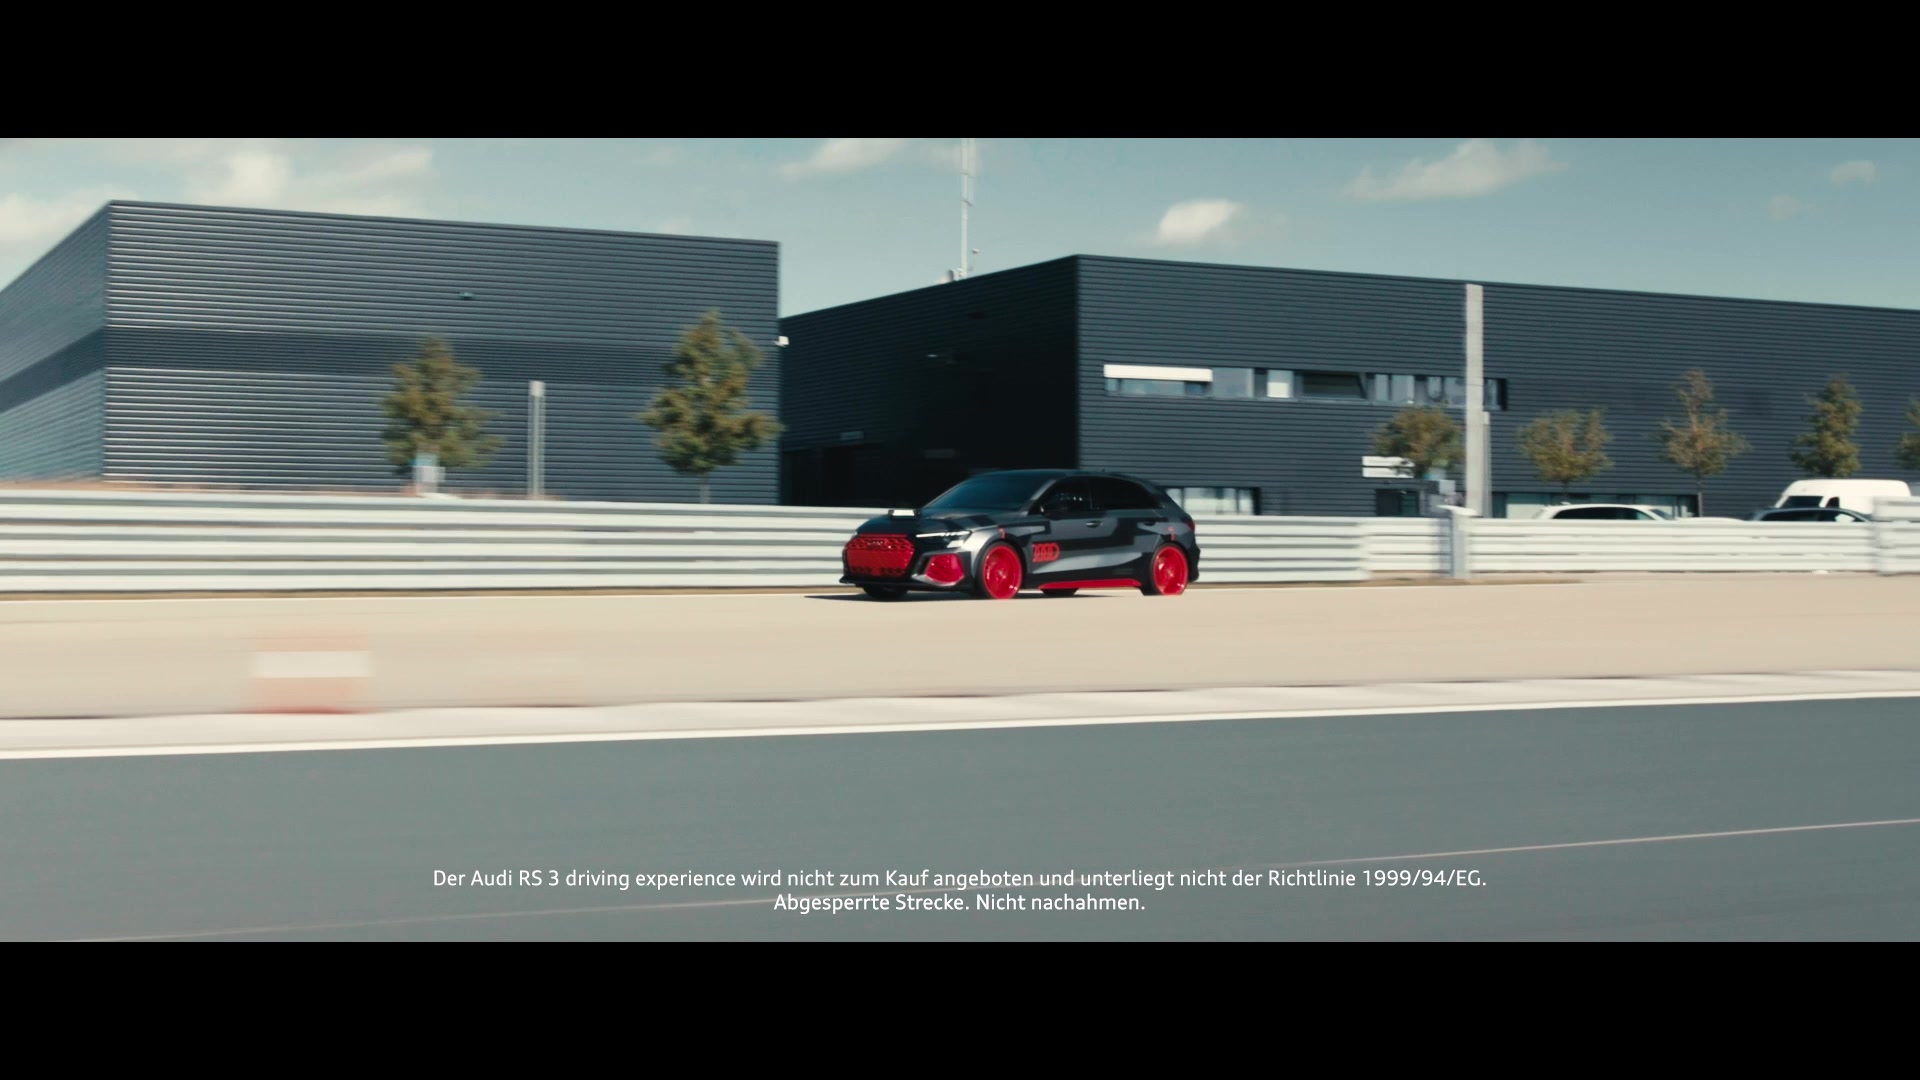 Der Audi RS 3 driving experience wird nicht zum Kauf angeboten und unterliegt nicht der Richtlinie 1999/94/EG.
Abgesperrte Strecke. Nicht nachahmen.